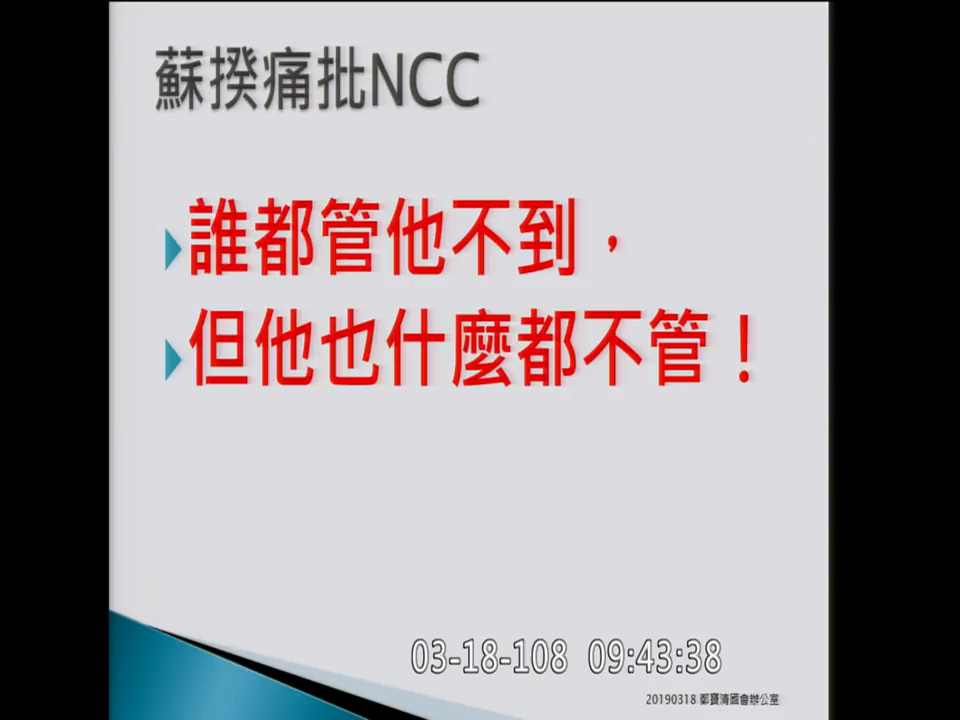 蘇揆痛批NCC
誰都管他不到，
但他也什麼都不管！
03-18-108 09:43:38
20190318 鄭寶清國會辦公室